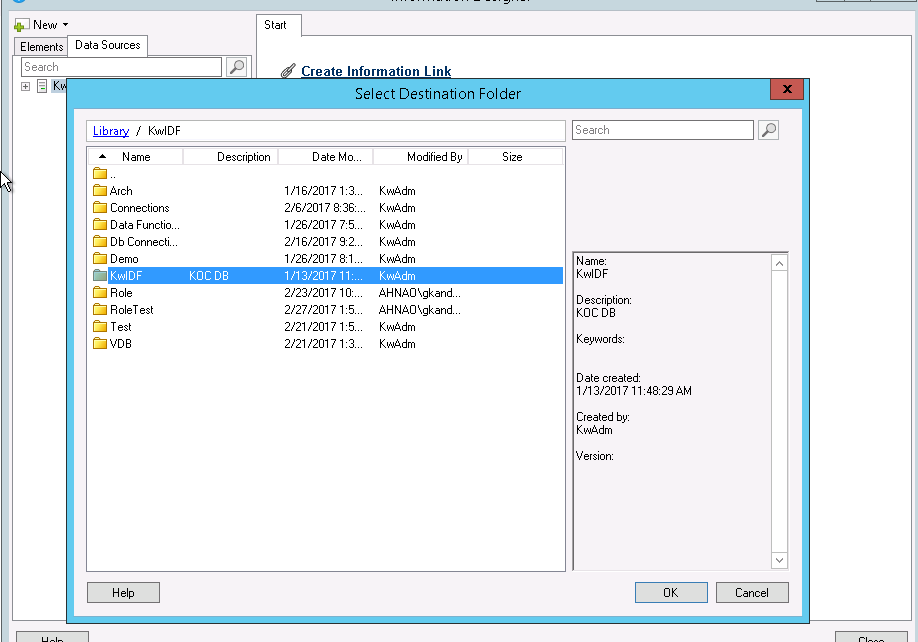 New
Start
Elements Data Sources
Search
Create Information Link
Kw
Select Destination Folder
x
Library / KwIDF
Search
Name Description Date Mo... Modified By Size
..
Arch 1/16/2017 1:3... KwAdm
Connections 2/6/2017 8:36:... KwAdm
Data Functio... 1/26/2017 7:5... KwAdm
Db Connecti... 2/16/2017 9:2... KwAdm
Demo 1/26/2017 8:1... KwAdm
KwIDF KOC DB 1/13/2017 11:... KwAdm
Role 2/23/2017 10:... AHNAO\gkand...
RoleTest 2/27/2017 1:5... AHNAO\gkand...
Test 2/21/2017 1:5... KwAdm
VDB 2/21/2017 1:3... KwAdm
Name:
KwIDF
Description:
KOC DB
Keywords:
Date created:
1/13/2017 11:48:29 AM
Created by:
KwAdm
Version:
Help OK Cancel
Help Close